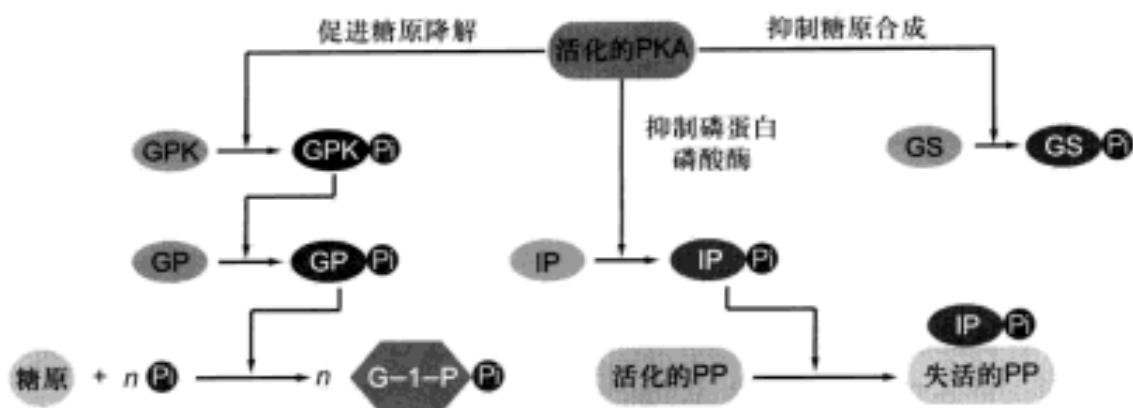 促进糖原降解
活化的PKA
抑制糖原合成
抑制磷蛋白
磷酸酶
GPK
GPK Pi
GS
GS Pi
GP
GP Pi
IP
IP Pi
IP Pi
糖原 + n Pi
n G-1-P Pi
活化的PP
失活的PP